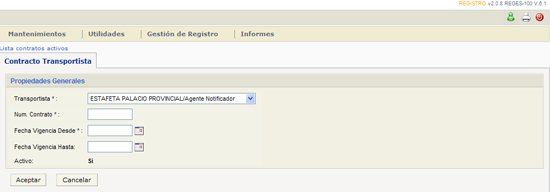 REGISTRO v2.0.8 REGES-100 V.6.1
Mantenimientos Utilidades Gestión de Registro Informes
Lista contratos activos
Contracto Transportista
Propiedades Generales
Transportista * : ESTAFETA PALACIO PROVINCIAL/Agente Notificador
Num. Contrato * :
Fecha Vigencia Desde * :
Fecha Vigencia Hasta:
Activo: Si
Aceptar Cancelar